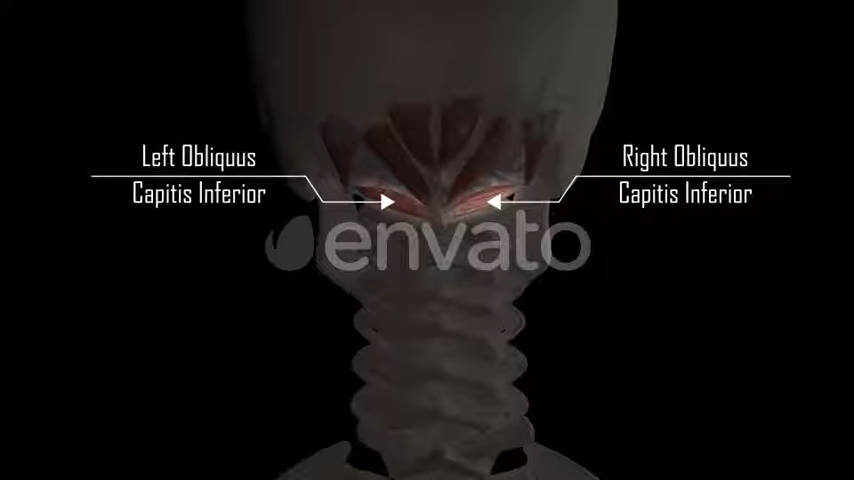 Left Obliquus
Capitis Inferior
Right Obliquus
Capitis Inferior
envato